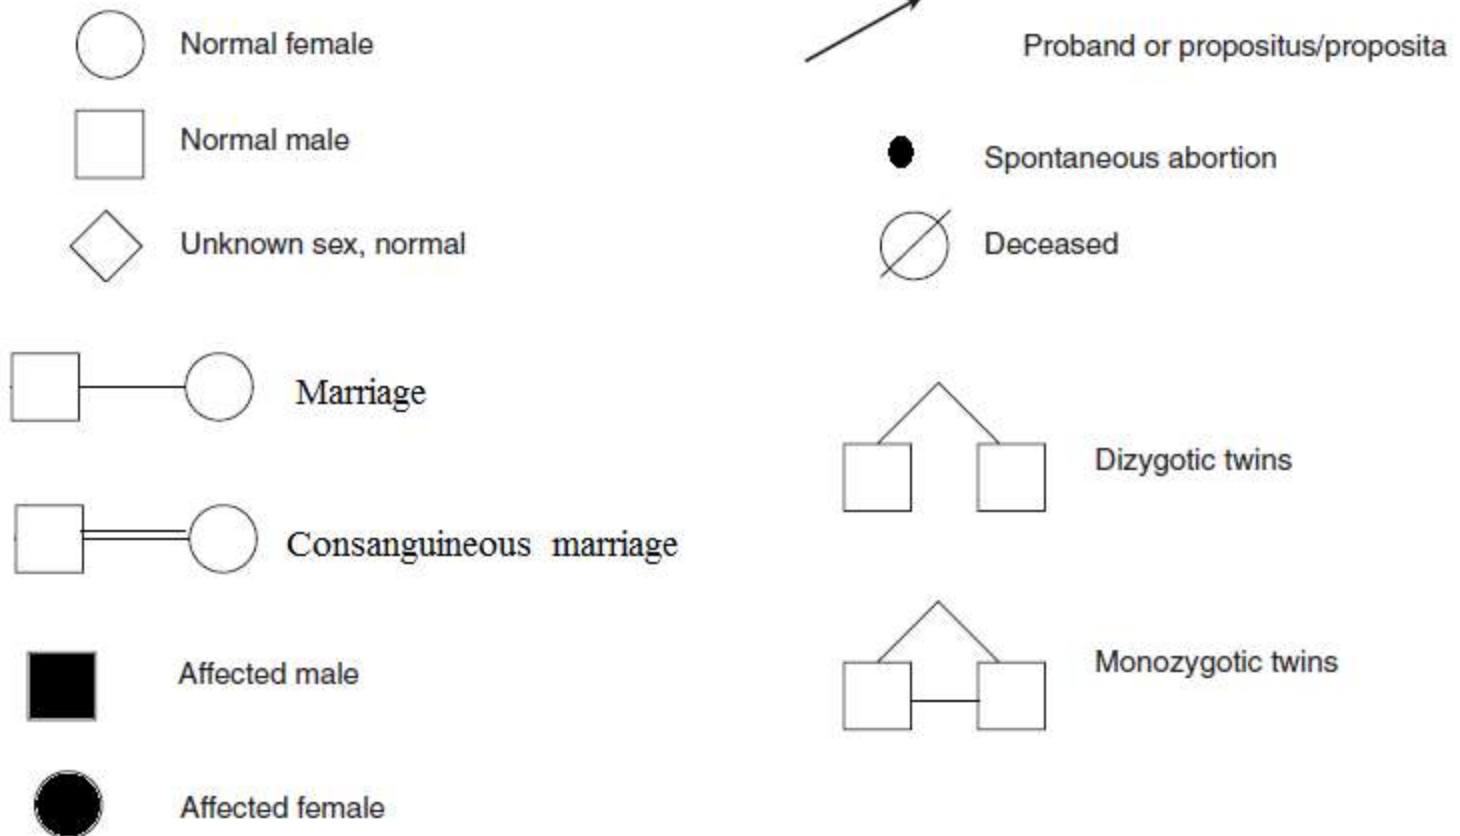 Normal female
Normal male
Unknown sex, normal
Marriage
Consanguineous marriage
Affected male
Affected female
Proband or propositus/proposita
Spontaneous abortion
Deceased
Dizygotic twins
Monozygotic twins